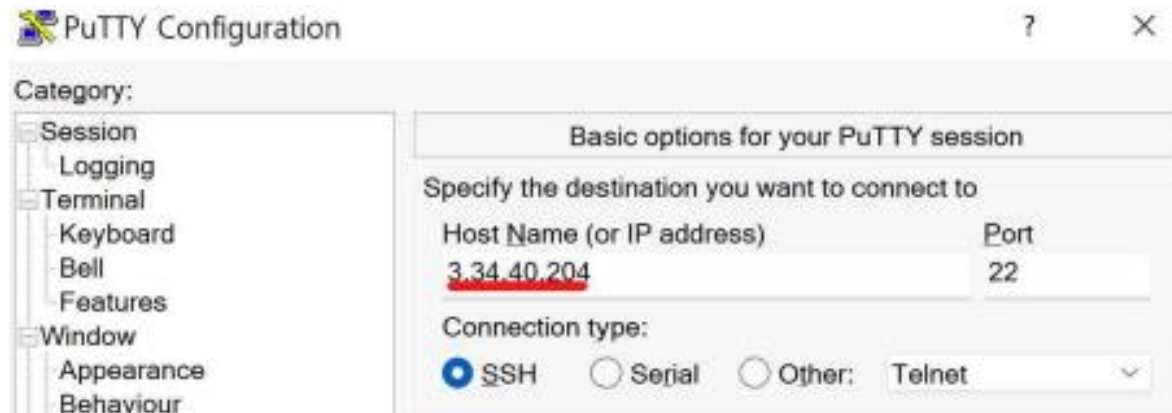 PuTTY Configuration ? ×
Category:
Session
Logging
Terminal
Keyboard
Bell
Features
Window
Appearance
Behaviour
Basic options for your PuTTY session
Specify the destination you want to connect to
Host Name (or IP address) Port
3.34.40.204 22
Connection type:
SSH Serial Other: Telnet